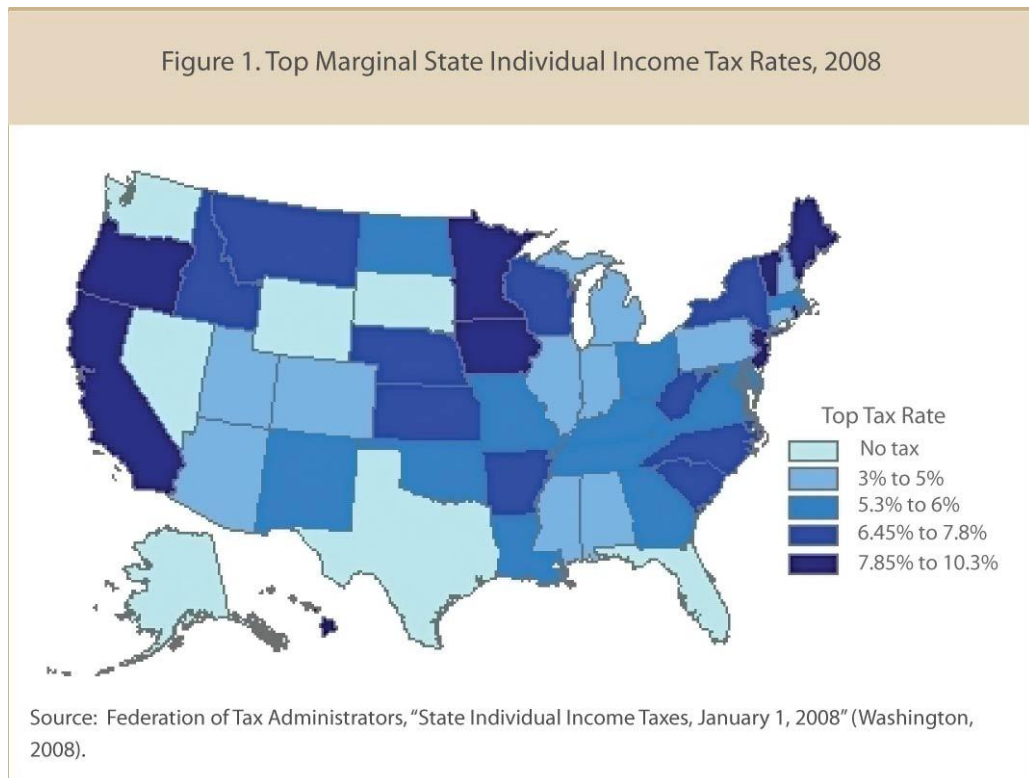 Figure 1. Top Marginal State Individual Income Tax Rates, 2008
Top Tax Rate
No tax
3% to 5%
5.3% to 6%
6.45% to 7.8%
7.85% to 10.3%
Source: Federation of Tax Administrators, “State Individual Income Taxes, January 1, 2008” (Washington,
2008).